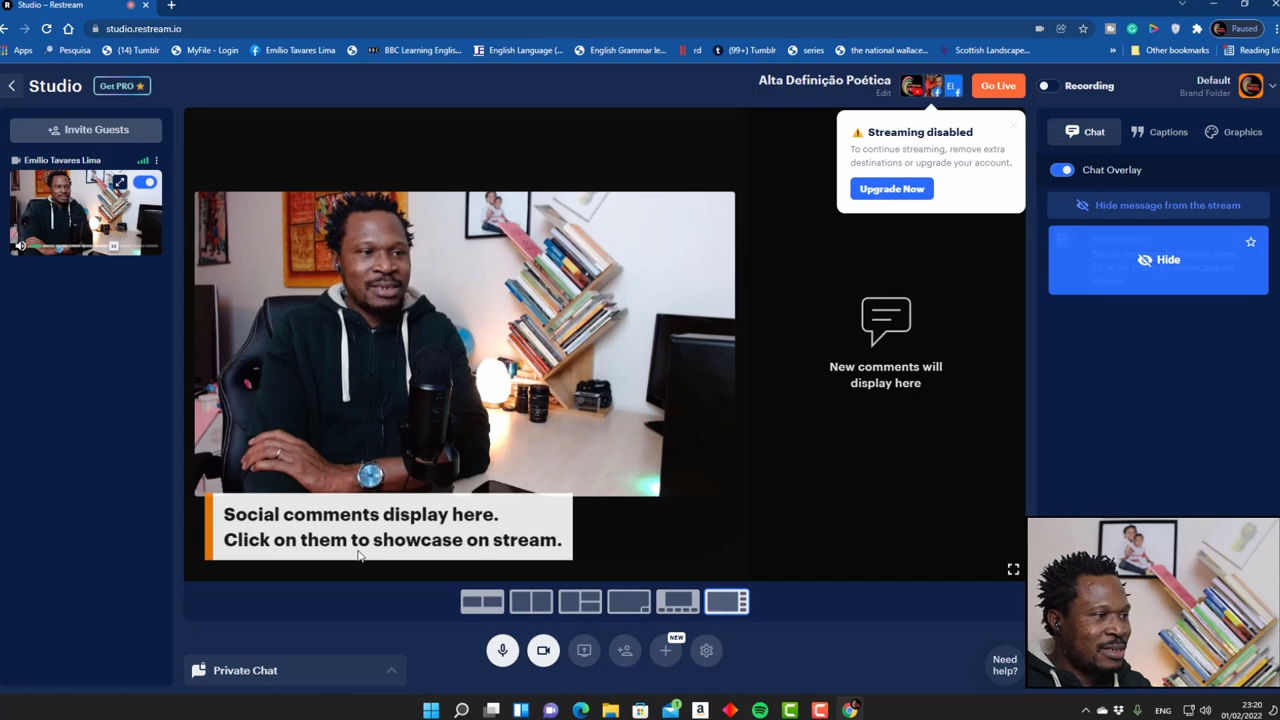 Studio – Restream
studio.restream.io
Paused
Apps
Pesquisa
(14) Tumblr
MyFile - Login
Emílio Tavares Lima
BBC Learning Englis...
English Language (...
English Grammar le...
rd
(99+) Tumblr
series
the national wallace...
Scottish Landscape...
»
Other bookmarks
Reading list
Studio
Get PRO
Alta Definição Poética
Edit
EL
Go Live
Recording
Default
Brand Folder
Invite Guests
Emílio Tavares Lima
Streaming disabled
To continue streaming, remove extra
destinations or upgrade your account.
Upgrade Now
Chat
Captions
Graphics
Chat Overlay
Hide message from the stream
Hide
New comments will
display here
Social comments display here.
Click on them to showcase on stream.
NEW
Private Chat
Need
help?
ENG
23:20
01/02/2022